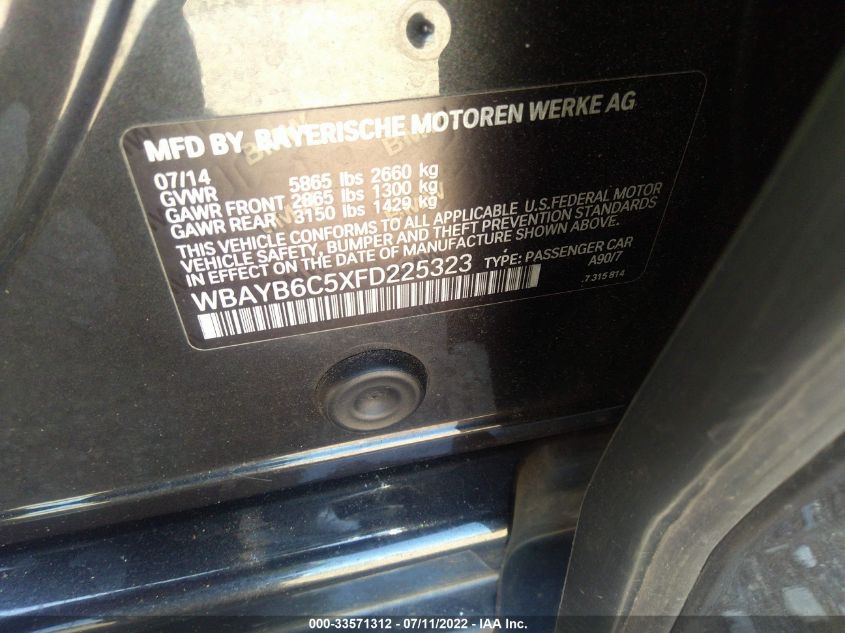 MFD BY BAYERISCHE MOTOREN WERKE AG
07/14
GVWR 5865 lbs 2660 kg
GAWR FRONT 2865 lbs 1300 kg
GAWR REAR 3150 lbs 1429 kg
THIS VEHICLE CONFORMS TO ALL APPLICABLE U.S.FEDERAL MOTOR
VEHICLE SAFETY, BUMPER AND THEFT PREVENTION STANDARDS
IN EFFECT ON THE DATE OF MANUFACTURE SHOWN ABOVE.
WBAYB6C5XFD225323 TYPE: PASSENGER CAR
A90/7
7 315 814
000-33571312 - 07/11/2022 - IAA